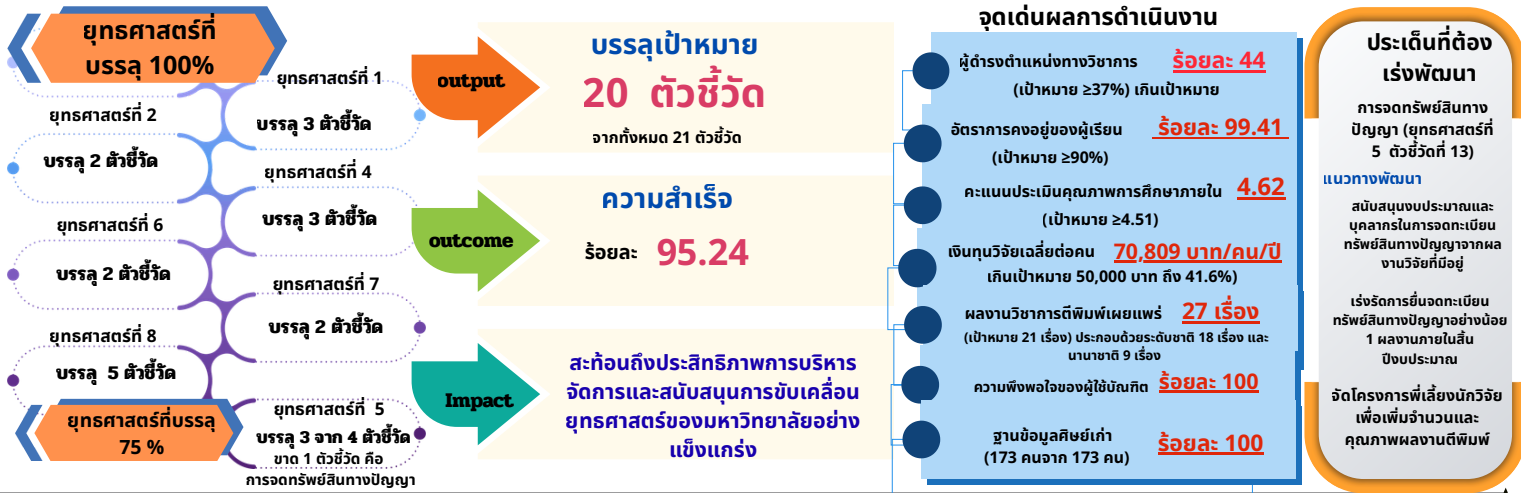 ยุทธศาสตร์ที่
บรรลุ 100%
ยุทธศาสตร์ที่ 1
บรรลุ 3 ตัวชี้วัด
ยุทธศาสตร์ที่ 2
บรรลุ 2 ตัวชี้วัด
ยุทธศาสตร์ที่ 4
บรรลุ 3 ตัวชี้วัด
ยุทธศาสตร์ที่ 6
บรรลุ 2 ตัวชี้วัด
ยุทธศาสตร์ที่ 7
บรรลุ 2 ตัวชี้วัด
ยุทธศาสตร์ที่ 8
บรรลุ 5 ตัวชี้วัด
ยุทธศาสตร์ที่บรรลุ
75 %
ยุทธศาสตร์ที่ 5
บรรลุ 3 จาก 4 ตัวชี้วัด
ขาด 1 ตัวชี้วัด คือ
การจดทรัพย์สินทางปัญญา
output
บรรลุเป้าหมาย
20 ตัวชี้วัด
จากทั้งหมด 21 ตัวชี้วัด
outcome
ความสำเร็จ
ร้อยละ 95.24
Impact
สะท้อนถึงประสิทธิภาพการบริหาร
จัดการและสนับสนุนการขับเคลื่อน
ยุทธศาสตร์ของมหาวิทยาลัยอย่าง
แข็งแกร่ง
จุดเด่นผลการดำเนินงาน
ผู้ดำรงตำแหน่งทางวิชาการ ร้อยละ 44
(เป้าหมาย ≥37%) เกินเป้าหมาย
อัตราการคงอยู่ของผู้เรียน ร้อยละ 99.41
(เป้าหมาย ≥90%)
คะแนนประเมินคุณภาพการศึกษาภายใน 4.62
(เป้าหมาย ≥4.51)
เงินทุนวิจัยเฉลี่ยต่อคน 70,809 บาท/คน/ปี
เกินเป้าหมาย 50,000 บาท ถึง 41.6%)
ผลงานวิชาการตีพิมพ์เผยแพร่ 27 เรื่อง
(เป้าหมาย 21 เรื่อง) ประกอบด้วยระดับชาติ 18 เรื่อง และ
นานาชาติ 9 เรื่อง
ความพึงพอใจของผู้ใช้บัณฑิต ร้อยละ 100
ฐานข้อมูลศิษย์เก่า ร้อยละ 100
(173 คนจาก 173 คน)
ประเด็นที่ต้อง
เร่งพัฒนา
การจดทรัพย์สินทาง
ปัญญา (ยุทธศาสตร์ที่
5 ตัวชี้วัดที่ 13)
แนวทางพัฒนา
สนับสนุนงบประมาณและ
บุคลากรในการจดทะเบียน
ทรัพย์สินทางปัญญาจากผล
งานวิจัยที่มีอยู่
เร่งรัดการยื่นจดทะเบียน
ทรัพย์สินทางปัญญาอย่างน้อย
1 ผลงานภายในสิ้น
ปีงบประมาณ
จัดโครงการพี่เลี้ยงนักวิจัย
เพื่อเพิ่มจำนวนและ
คุณภาพผลงานตีพิมพ์